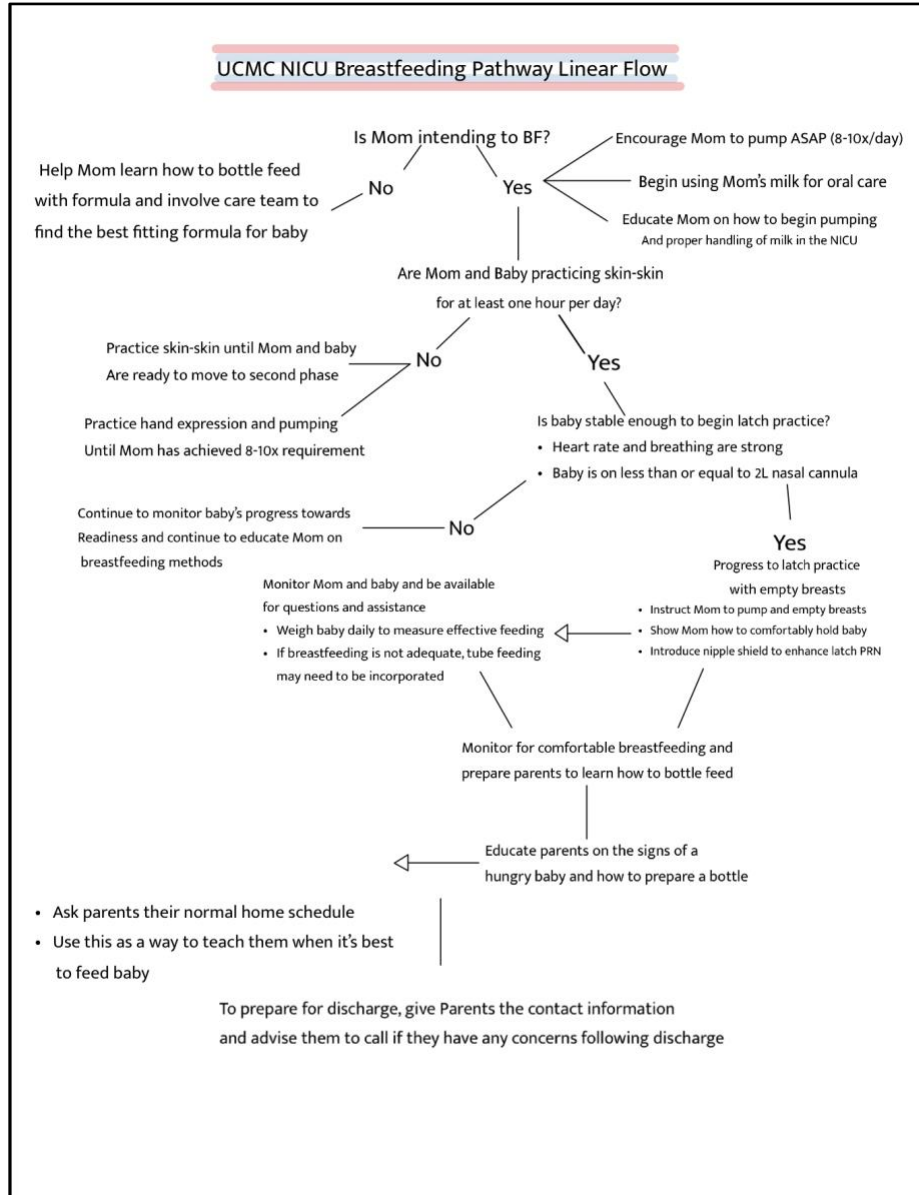 UCMC NICU Breastfeeding Pathway Linear Flow
Is Mom intending to BF?
Encourage Mom to pump ASAP (8-10x/day)
Help Mom learn how to bottle feed
with formula and involve care team to
find the best fitting formula for baby
No
Yes
Begin using Mom's milk for oral care
Educate Mom on how to begin pumping
And proper handling of milk in the NICU
Are Mom and Baby practicing skin-skin
for at least one hour per day?
Practice skin-skin until Mom and baby
Are ready to move to second phase
No
Yes
Practice hand expression and pumping
Until Mom has achieved 8-10x requirement
Is baby stable enough to begin latch practice?
• Heart rate and breathing are strong
• Baby is on less than or equal to 2L nasal cannula
Continue to monitor baby's progress towards
Readiness and continue to educate Mom on
breastfeeding methods
No
Yes
Progress to latch practice
with empty breasts
• Instruct Mom to pump and empty breasts
• Show Mom how to comfortably hold baby
• Introduce nipple shield to enhance latch PRN
Monitor Mom and baby and be available
for questions and assistance
• Weigh baby daily to measure effective feeding
• If breastfeeding is not adequate, tube feeding
may need to be incorporated
Monitor for comfortable breastfeeding and
prepare parents to learn how to bottle feed
Educate parents on the signs of a
hungry baby and how to prepare a bottle
• Ask parents their normal home schedule
• Use this as a way to teach them when it's best
to feed baby
To prepare for discharge, give Parents the contact information
and advise them to call if they have any concerns following discharge